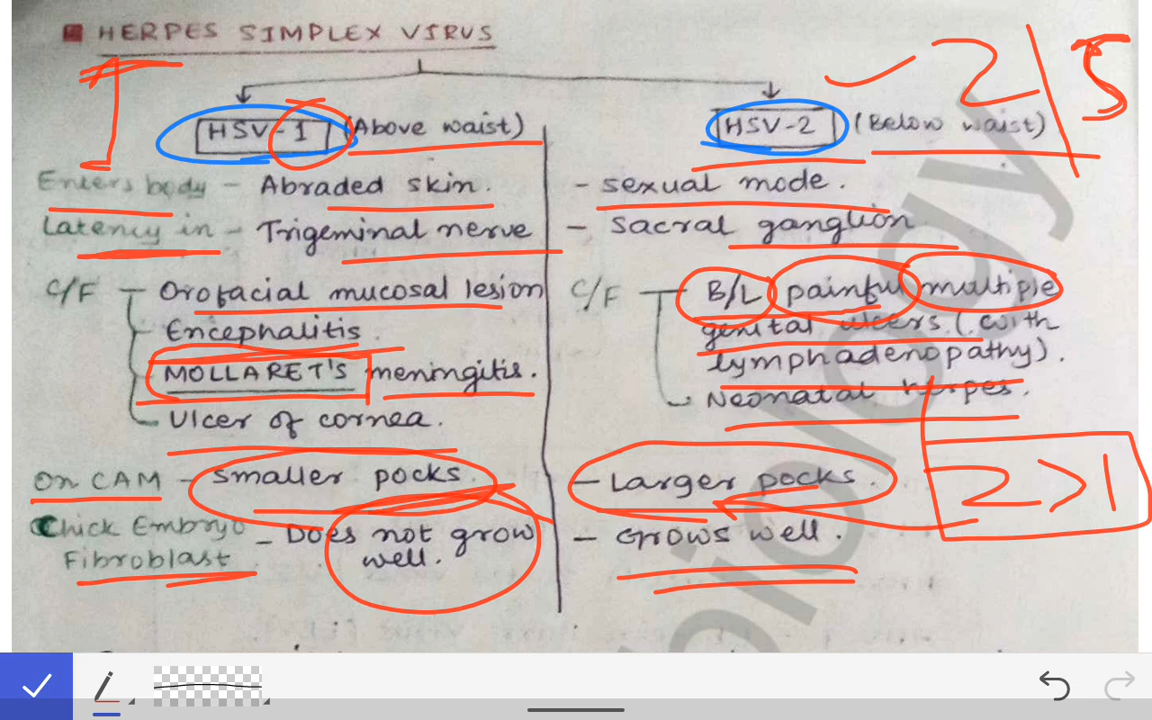 HERPES SIMPLEX VIRUS
I
2/S
HSV-1 (Above waist)
HSV-2 (Below waist)
Enters body - Abraded skin.
- sexual mode.
Latency in - Trigeminal nerve
- Sacral ganglion
C/F - Orofacial mucosal lesion
Encephalitis.
MOLLARET'S meningitis.
Ulcer of cornea.
C/F - B/L painful multiple
genital ulcers (with
lymphadenopathy).
Neonatal herpes.
On CAM - smaller pocks.
- Larger pocks.
2>1
Chick Embryo
Fibroblast - Does not grow
well.
- Grows well.
biology